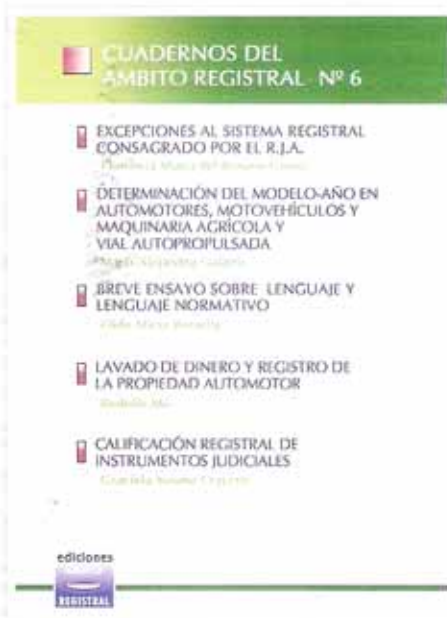 CUADERNOS DEL
AMBITO REGISTRAL Nº 6
EXCEPCIONES AL SISTEMA REGISTRAL
CONSAGRADO POR EL R.J.A.
DETERMINACIÓN DEL MODELO-AÑO EN
AUTOMOTORES, MOTOVEHÍCULOS Y
MAQUINARIA AGRÍCOLA Y
VIAL AUTOPROPULSADA
BREVE ENSAYO SOBRE LENGUAJE Y
LENGUAJE NORMATIVO
LAVADO DE DINERO Y REGISTRO DE
LA PROPIEDAD AUTOMOTOR
CALIFICACIÓN REGISTRAL DE
INSTRUMENTOS JUDICIALES
ediciones
REGISTRAL